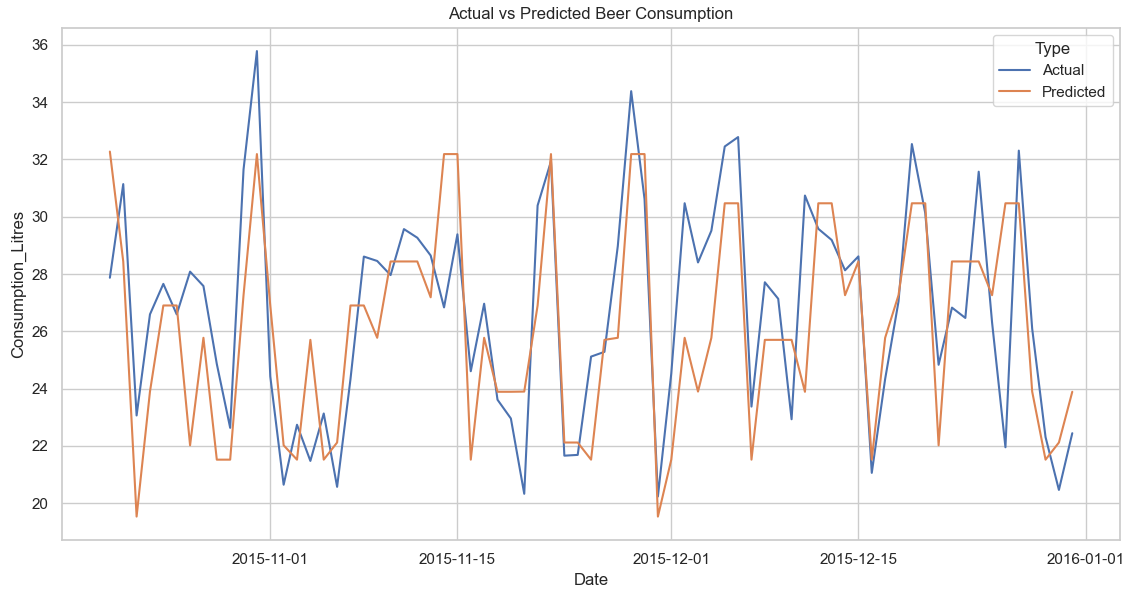 Actual vs Predicted Beer Consumption
Type
Actual
Predicted
Consumption_Litres
36
34
32
30
28
26
24
22
20
2015-11-01
2015-11-15
2015-12-01
2015-12-15
2016-01-01
Date